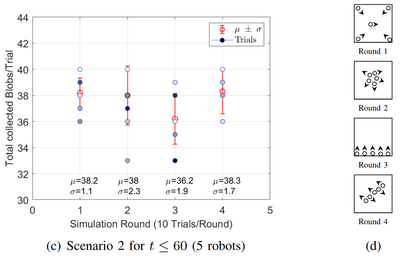 44
42
40
38
36
34
32
30
0
1
2
3
4
5
Total collected Blobs/Trial
μ ± σ
Trials
μ=38.2
σ=1.1
μ=38
σ=2.3
μ=36.2
σ=1.9
μ=38.3
σ=1.7
Simulation Round (10 Trials/Round)
(c) Scenario 2 for t ≤ 60 (5 robots)
Round 1
Round 2
Round 3
Round 4
(d)